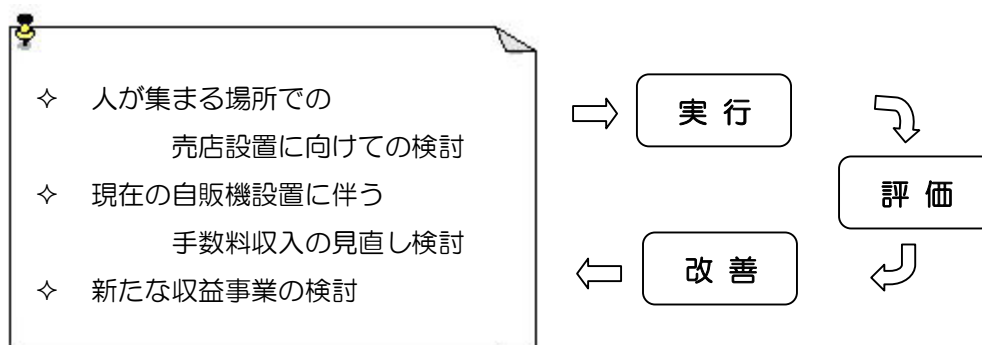 ✧ 人が集まる場所での
売店設置に向けての検討
✧ 現在の自販機設置に伴う
手数料収入の見直し検討
✧ 新たな収益事業の検討
実 行
評 価
改 善